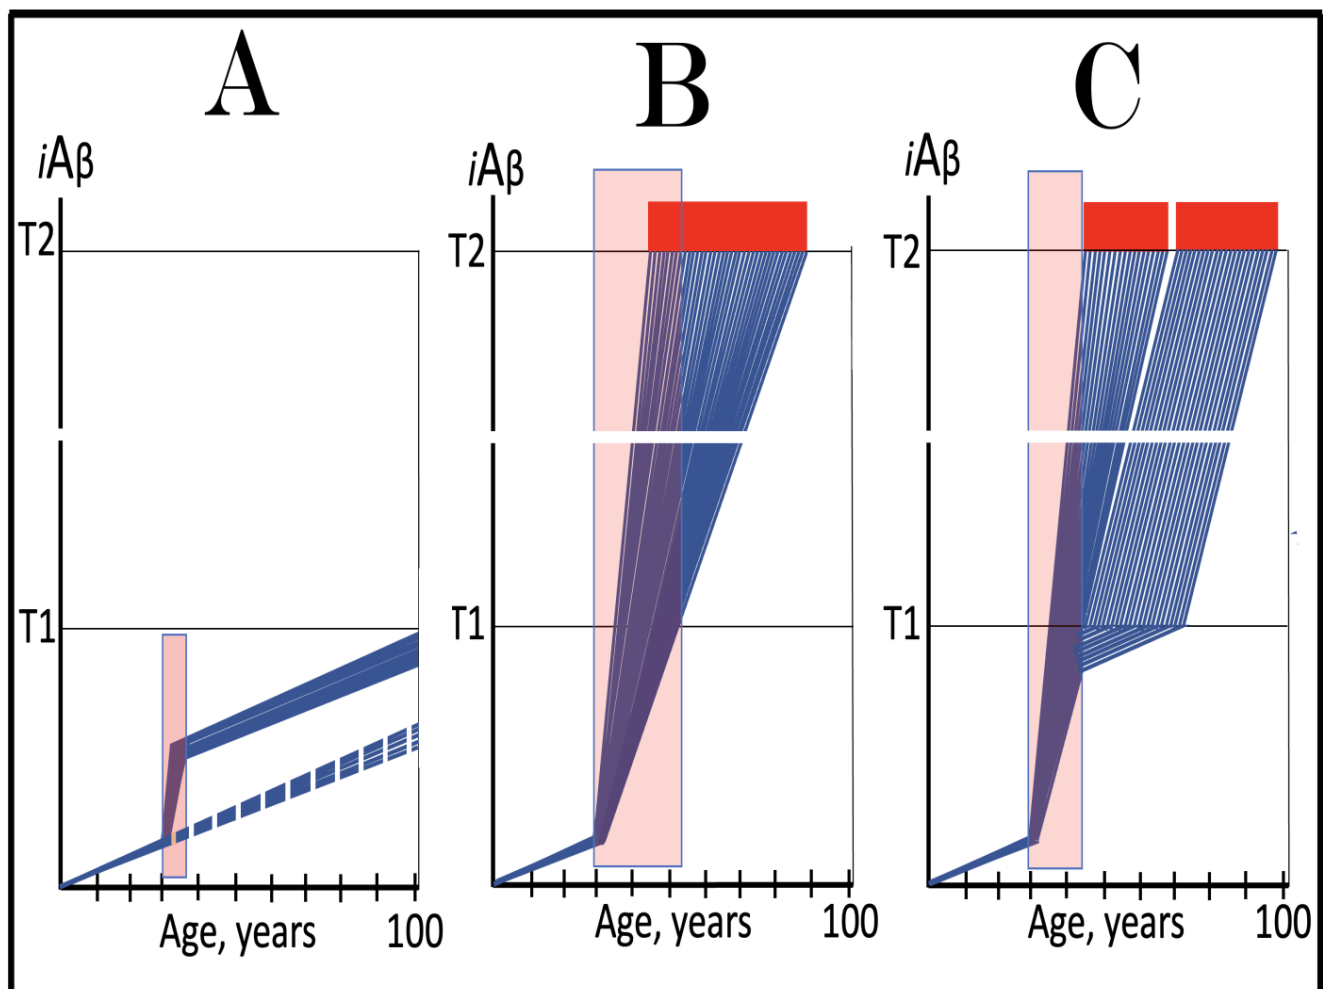 A B C
iAβ iAβ iAβ
T2 T2 T2
T1 T1 T1
Age, years 100 Age, years 100 Age, years 100